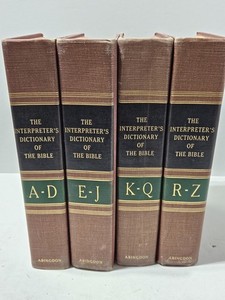 THE
INTERPRETER'S
DICTIONARY
OF
THE BIBLE
A-D
ABINGDON
THE
INTERPRETER'S
DICTIONARY
OF
THE BIBLE
E-J
ABINGDON
THE
INTERPRETER'S
DICTIONARY
OF
THE BIBLE
K-Q
ABINGDON
THE
INTERPRETER'S
DICTIONARY
OF
THE BIBLE
R-Z
ABINGDON